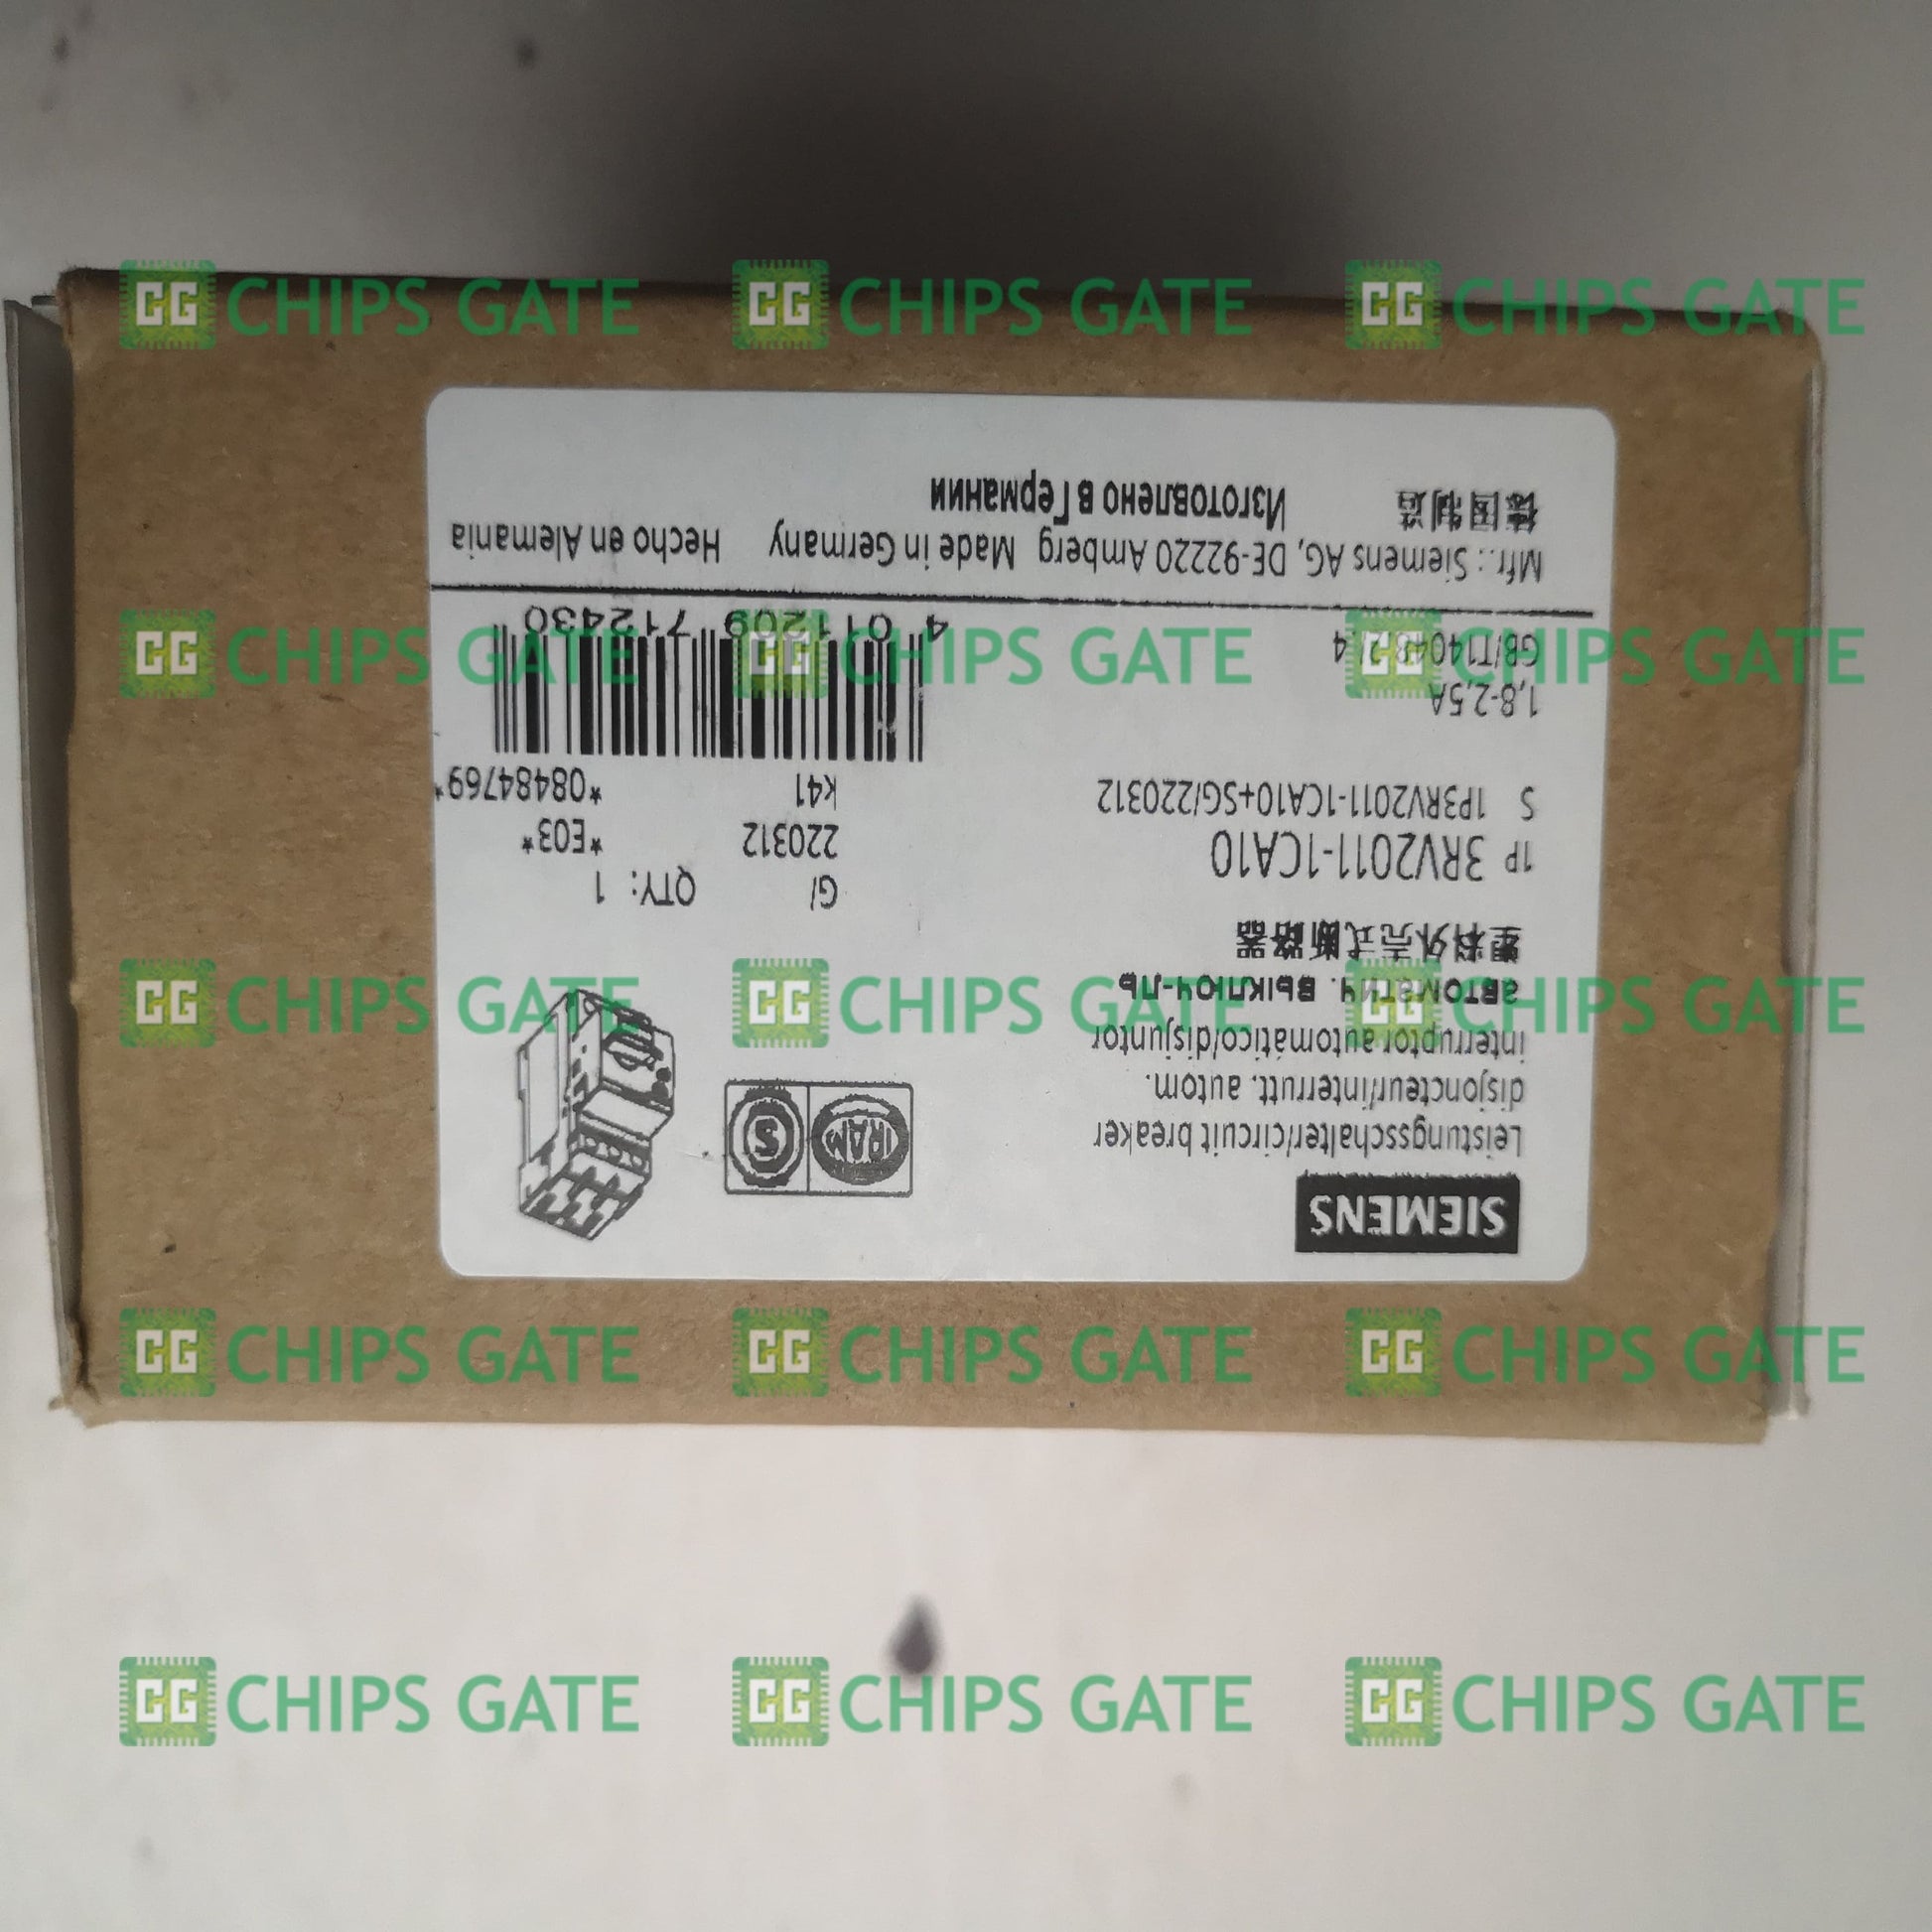 SIEMENS
Leistungsschalter/circuit breaker
disjoncteur/interrutt. autom.
interruptor automático/disjuntor
автоматич. выключ-ль
塑料外壳式断路器
IRAM S
G/ QTY: 1
1P 3RV2011-1CA10
220312 *E03*
S 1P3RV2011-1CA10+SG/220312
k41 *08484769*
1,8-2,5A
GB/T14048.2/.4
4 011209 712430
Mfr.: Siemens AG, DE-92220 Amberg Made in Germany Hecho en Alemania
德国制造 Изготовлено в Германии
CG CHIPS GATE CG CHIPS GATE CG CHIPS GATE
CG CHIPS GATE CG CHIPS GATE CG CHIPS GATE
CG CHIPS GATE CG CHIPS GATE CG CHIPS GATE
CG CHIPS GATE CG CHIPS GATE CG CHIPS GATE
CG CHIPS GATE CG CHIPS GATE CG CHIPS GATE